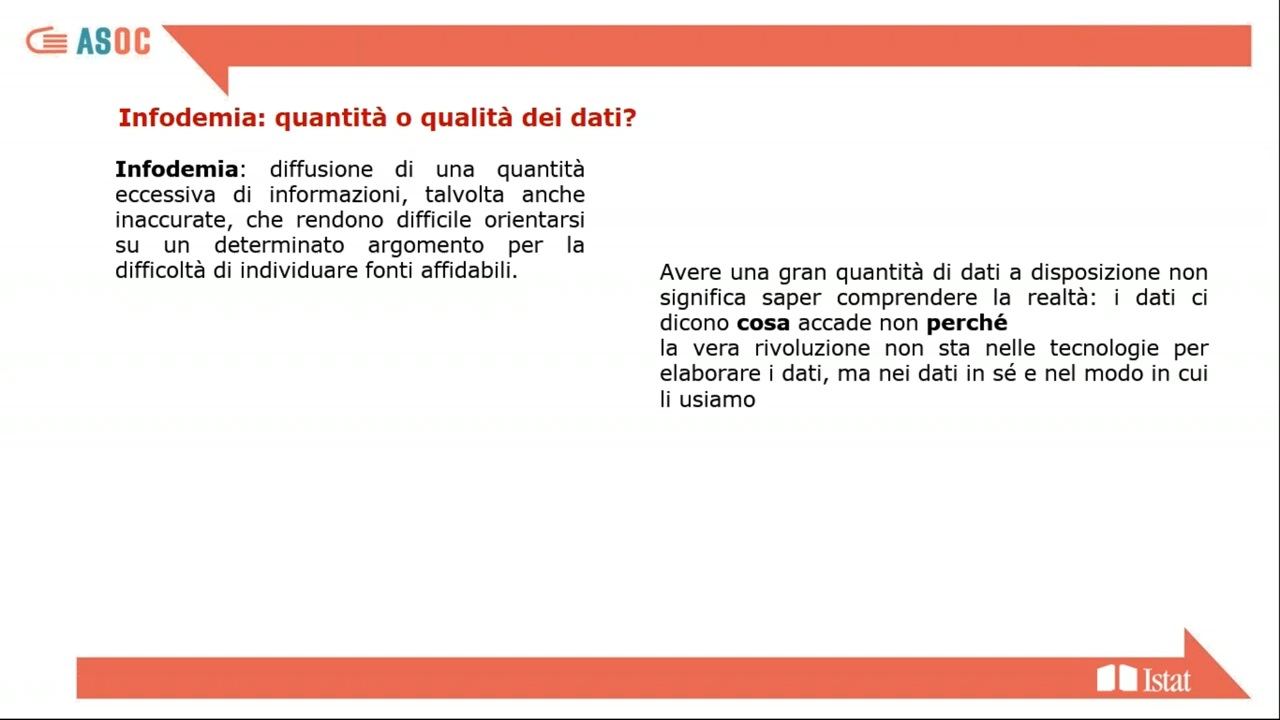 ASOC
Infodemia: quantità o qualità dei dati?
Infodemia: diffusione di una quantità
eccessiva di informazioni, talvolta anche
inaccurate, che rendono difficile orientarsi
su un determinato argomento per la
difficoltà di individuare fonti affidabili.
Avere una gran quantità di dati a disposizione non
significa saper comprendere la realtà: i dati ci
dicono cosa accade non perché
la vera rivoluzione non sta nelle tecnologie per
elaborare i dati, ma nei dati in sé e nel modo in cui
li usiamo
Istat